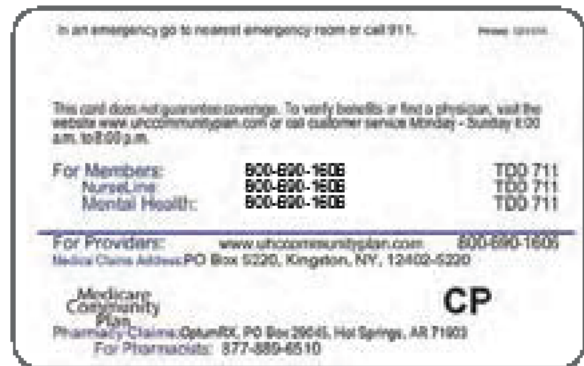 In an emergency go to nearest emergency room or call 911. Printed:
This card does not guarantee coverage. To verify benefits or find a physician, visit the
website www.uhccommunityplan.com or call customer service Monday - Sunday 8:00
a.m. to 8:00 p.m.
For Members: 800-690-1606 TDD 711
NurseLine 800-690-1606 TDD 711
Mental Health: 800-690-1606 TDD 711
For Providers: www.uhccommunityplan.com 800-690-1606
Medical Claims Address: PO Box 5220, Kingston, NY, 12402-5220
Medicare
Community
Plan
CP
Pharmacy Claims: OptumRX, PO Box 29045, Hot Springs, AR 71903
For Pharmacists: 877-889-6510